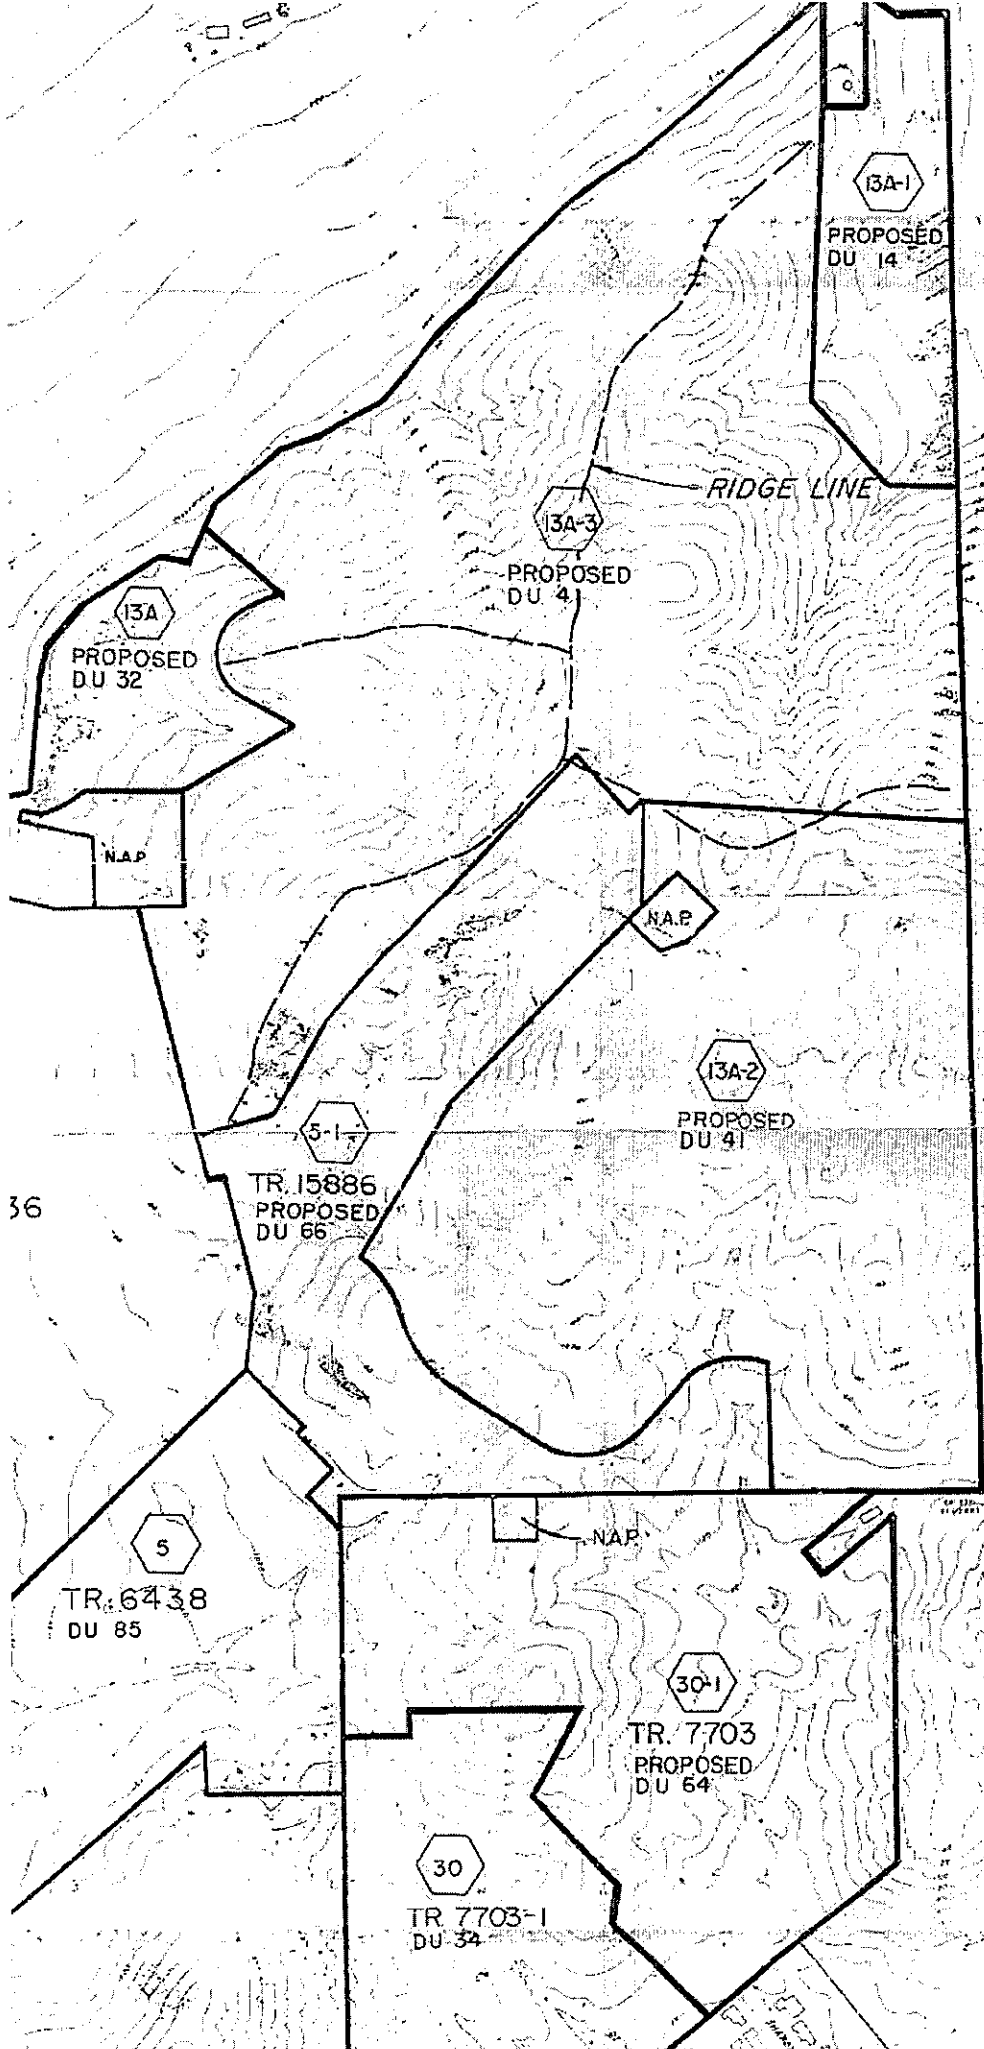 13A-1
PROPOSED
DU 14
RIDGE LINE
13A-3
PROPOSED
DU 41
13A
PROPOSED
DU 32
N.A.P.
N.A.P.
13A-2
PROPOSED
DU 41
5-1
TR. 15886
PROPOSED
DU 66
36
N.A.P.
5
TR. 6438
DU 85
30-1
TR. 7703
PROPOSED
DU 64
30
TR 7703-1
DU 34